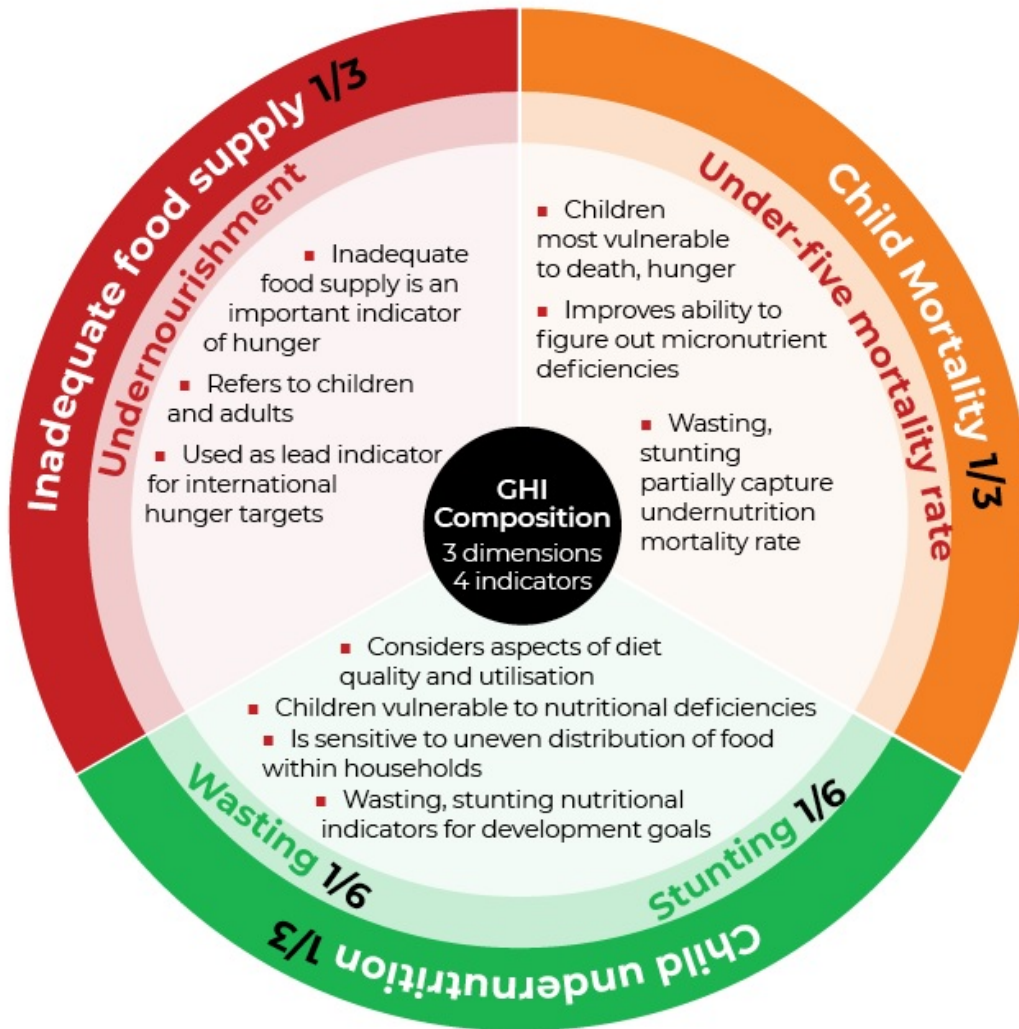 Inadequate food supply 1/3
Undernourishment
■ Inadequate
food supply is an
important indicator
of hunger
■ Refers to children
and adults
■ Used as lead indicator
for international
hunger targets
Child Mortality 1/3
Under-five mortality rate
■ Children
most vulnerable
to death, hunger
■ Improves ability to
figure out micronutrient
deficiencies
■ Wasting,
stunting
partially capture
undernutrition
mortality rate
GHI
Composition
3 dimensions
4 indicators
■ Considers aspects of diet
quality and utilisation
■ Children vulnerable to nutritional deficiencies
■ Is sensitive to uneven distribution of food
within households
■ Wasting, stunting nutritional
indicators for development goals
Wasting 1/6
Stunting 1/6
Child undernutrition 1/3